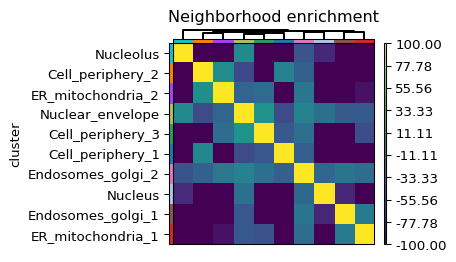 Neighborhood enrichment
Nucleolus
Cell_periphery_2
ER_mitochondria_2
Nuclear_envelope
Cell_periphery_3
Cell_periphery_1
Endosomes_golgi_2
Nucleus
Endosomes_golgi_1
ER_mitochondria_1
cluster
100.00
77.78
55.56
33.33
11.11
-11.11
-33.33
-55.56
-77.78
-100.00